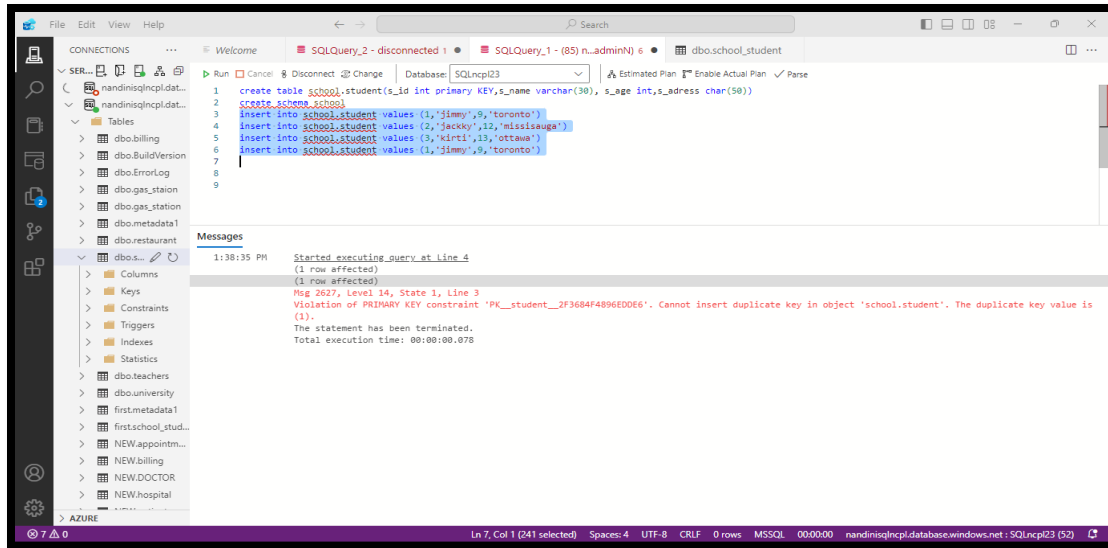 File Edit View Help
Search
CONNECTIONS ...
Welcome
SQLQuery_2 - disconnected 1
SQLQuery_1 - (85) n...adminN) 6
dbo.school_student
SER...
Run Cancel Disconnect Change Database: SQLncpl23 Estimated Plan Enable Actual Plan Parse
nandinisqlncpl.dat...
nandinisqlncpl.dat...
Tables
dbo.billing
dbo.BuildVersion
dbo.ErrorLog
dbo.gas_staion
dbo.gas_station
dbo.metadata1
dbo.restaurant
dbo.s...
Columns
Keys
Constraints
Triggers
Indexes
Statistics
dbo.teachers
dbo.university
first.metadata1
first.school_stud...
NEW.appointm...
NEW.billing
NEW.DOCTOR
NEW.hospital
AZURE
1 create table school.student(s_id int primary KEY,s_name varchar(30), s_age int,s_adress char(50))
2 create schema school
3 insert into school.student values (1,'jimmy',9,'toronto')
4 insert into school.student values (2,'jackky',12,'missisauga')
5 insert into school.student values (3,'kirti',13,'ottawa')
6 insert into school.student values (1,'jimmy',9,'toronto')
7
8
9
Messages
1:38:35 PM Started executing query at Line 4
(1 row affected)
(1 row affected)
Msg 2627, Level 14, State 1, Line 3
Violation of PRIMARY KEY constraint 'PK__student__2F3684F4896EDDE6'. Cannot insert duplicate key in object 'school.student'. The duplicate key value is
(1).
The statement has been terminated.
Total execution time: 00:00:00.078
2
7 0 Ln 7, Col 1 (241 selected) Spaces: 4 UTF-8 CRLF 0 rows MSSQL 00:00:00 nandinisqlncpl.database.windows.net : SQLncpl23 (52)